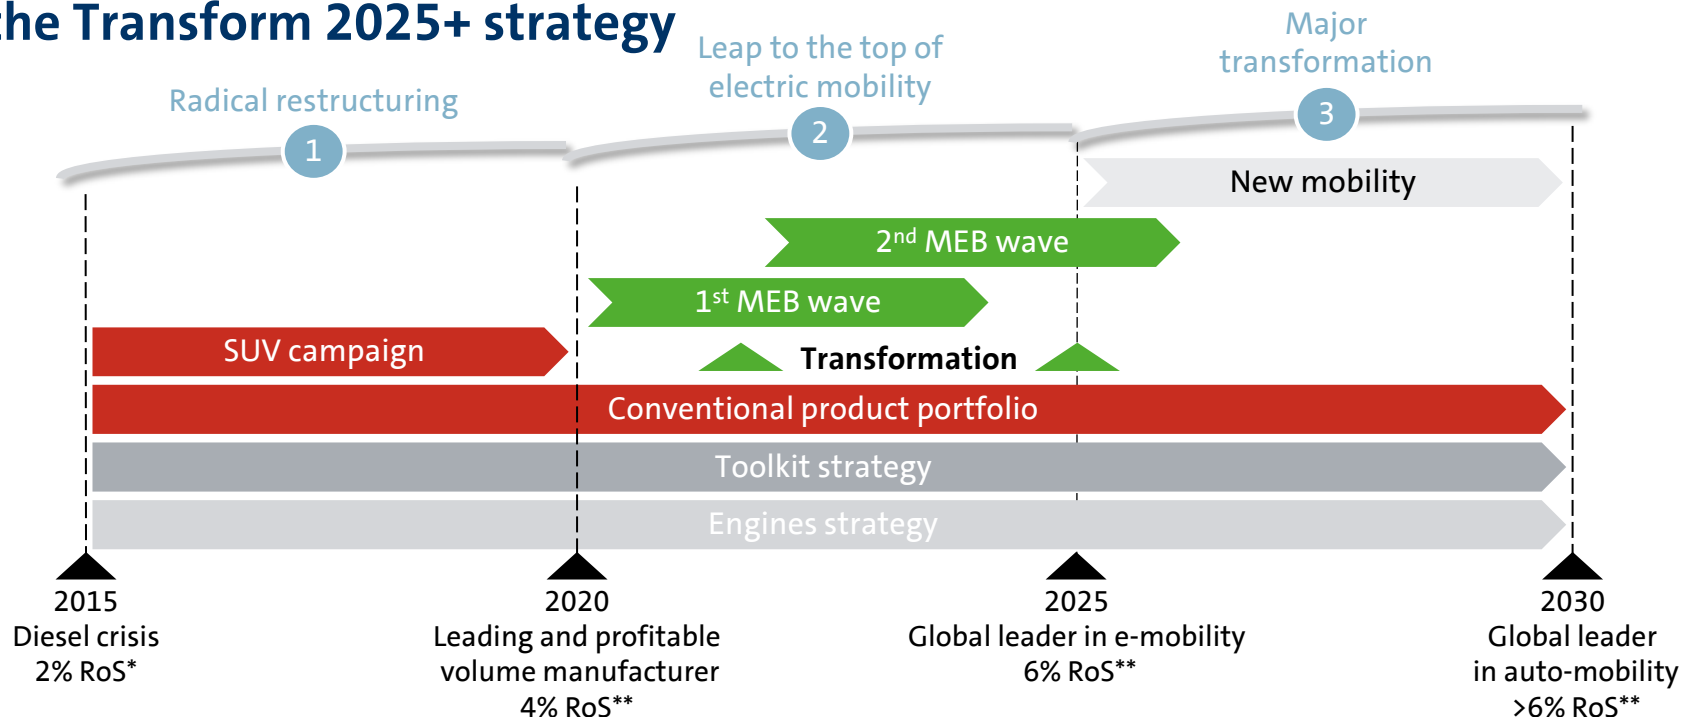 the Transform 2025+ strategy
Leap to the top of
electric mobility
Major
transformation
Radical restructuring
1
2
3
New mobility
2nd MEB wave
1st MEB wave
SUV campaign
Transformation
Conventional product portfolio
Toolkit strategy
Engines strategy
2015
Diesel crisis
2% RoS*
2020
Leading and profitable
volume manufacturer
4% RoS**
2025
Global leader in e-mobility
6% RoS**
2030
Global leader
in auto-mobility
>6% RoS**